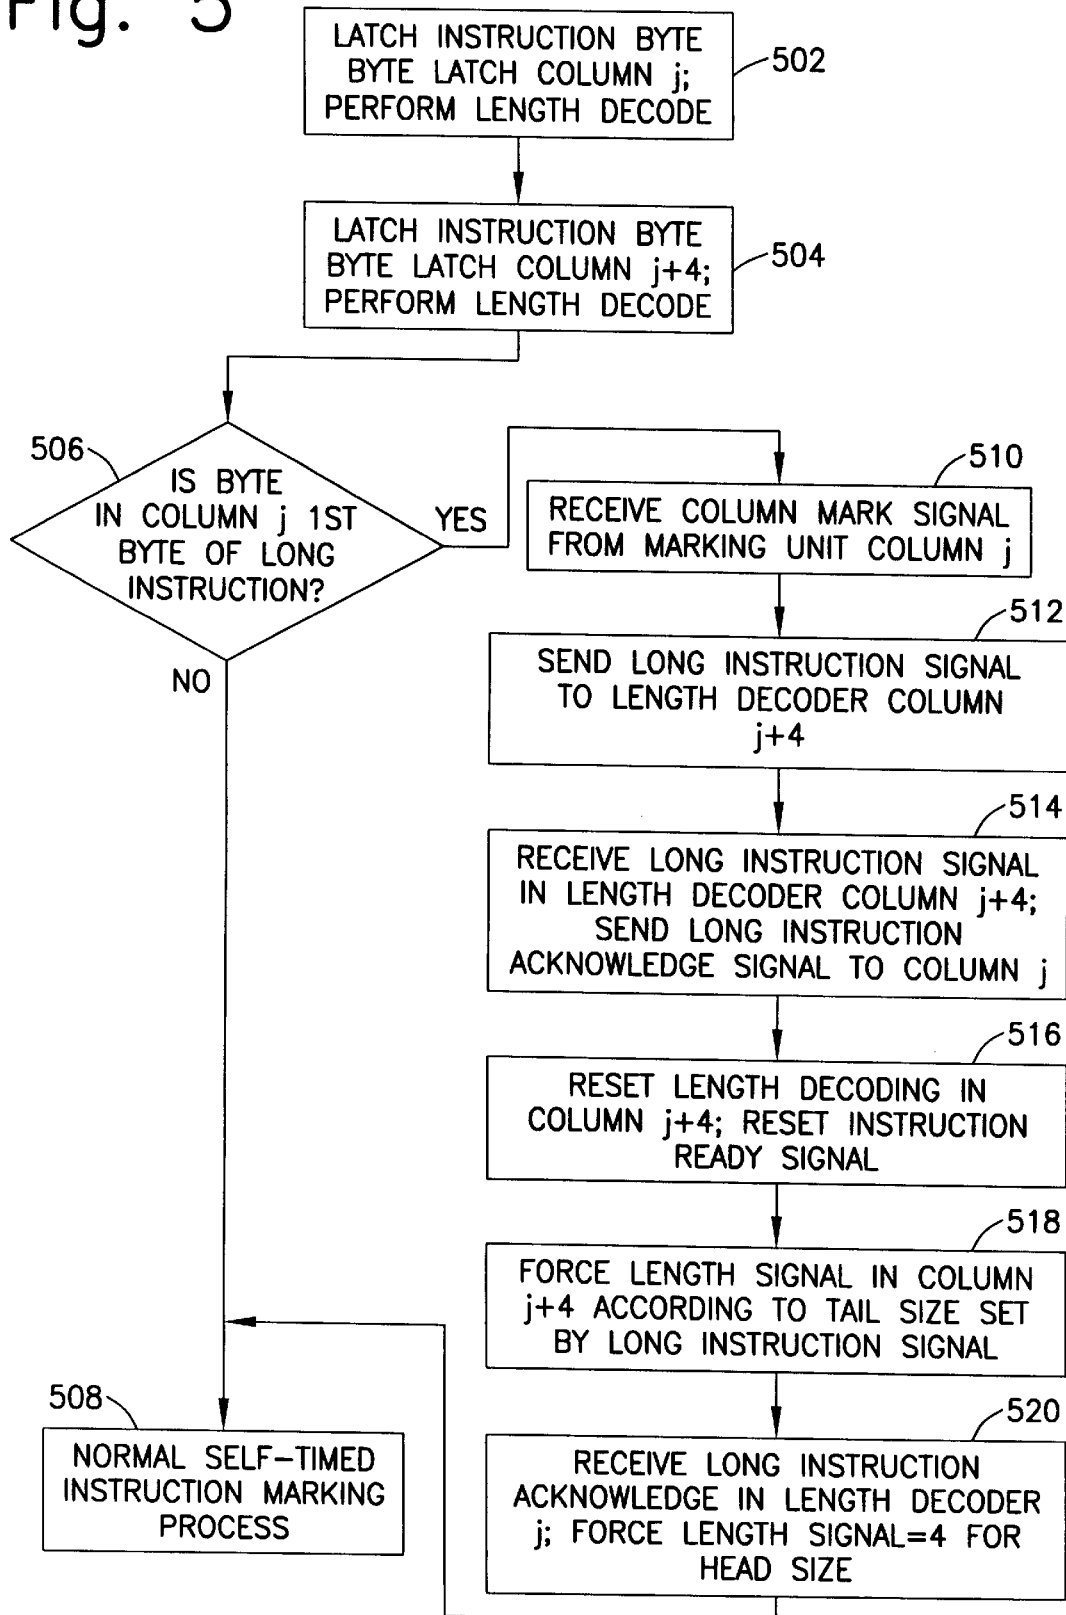 Fig. 5
LATCH INSTRUCTION BYTE
BYTE LATCH COLUMN j;
PERFORM LENGTH DECODE
502
LATCH INSTRUCTION BYTE
BYTE LATCH COLUMN j+4;
PERFORM LENGTH DECODE
504
506
IS BYTE
IN COLUMN j 1ST
BYTE OF LONG
INSTRUCTION?
YES
NO
510
RECEIVE COLUMN MARK SIGNAL
FROM MARKING UNIT COLUMN j
512
SEND LONG INSTRUCTION SIGNAL
TO LENGTH DECODER COLUMN
j+4
514
RECEIVE LONG INSTRUCTION SIGNAL
IN LENGTH DECODER COLUMN j+4;
SEND LONG INSTRUCTION
ACKNOWLEDGE SIGNAL TO COLUMN j
516
RESET LENGTH DECODING IN
COLUMN j+4; RESET INSTRUCTION
READY SIGNAL
518
FORCE LENGTH SIGNAL IN COLUMN
j+4 ACCORDING TO TAIL SIZE SET
BY LONG INSTRUCTION SIGNAL
520
RECEIVE LONG INSTRUCTION
ACKNOWLEDGE IN LENGTH DECODER
j; FORCE LENGTH SIGNAL=4 FOR
HEAD SIZE
508
NORMAL SELF-TIMED
INSTRUCTION MARKING
PROCESS